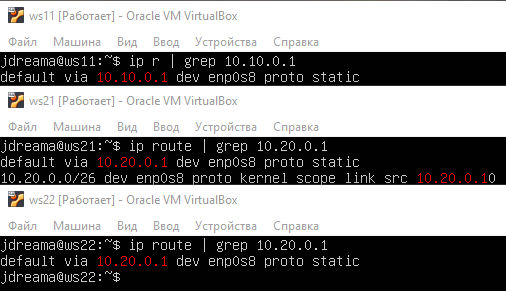 ws11 [Работает] - Oracle VM VirtualBox
Файл Машина Вид Ввод Устройства Справка
jdreama@ws11:~$ ip r | grep 10.10.0.1
default via 10.10.0.1 dev enp0s8 proto static
ws21 [Работает] - Oracle VM VirtualBox
Файл Машина Вид Ввод Устройства Справка
jdreama@ws21:~$ ip route | grep 10.20.0.1
default via 10.20.0.1 dev enp0s8 proto static
10.20.0.0/26 dev enp0s8 proto kernel scope link src 10.20.0.10
ws22 [Работает] - Oracle VM VirtualBox
Файл Машина Вид Ввод Устройства Справка
jdreama@ws22:~$ ip route | grep 10.20.0.1
default via 10.20.0.1 dev enp0s8 proto static
jdreama@ws22:~$